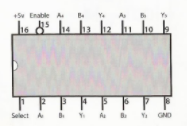 +5v Enable A₄ B₄ Y₄ A₃ B₃ Y₃
16 15 14 13 12 11 10 9
1 2 3 4 5 6 7 8
Select A₁ B₁ Y₁ A₂ B₂ Y₂ GND